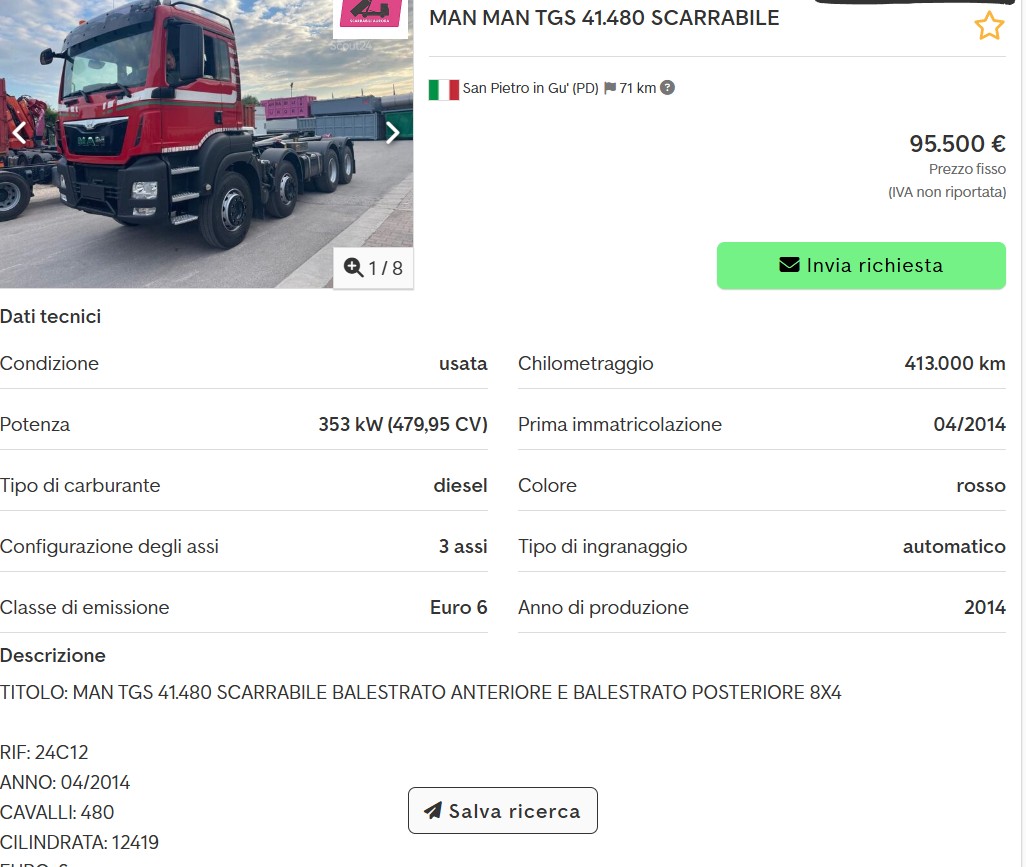 MAN MAN TGS 41.480 SCARRABILE
San Pietro in Gu' (PD) 71 km ?
95.500 €
Prezzo fisso
(IVA non riportata)
MAN
1 / 8
Invia richiesta
Dati tecnici
Condizione usata Chilometraggio 413.000 km
Potenza 353 kW (479,95 CV) Prima immatricolazione 04/2014
Tipo di carburante diesel Colore rosso
Configurazione degli assi 3 assi Tipo di ingranaggio automatico
Classe di emissione Euro 6 Anno di produzione 2014
Descrizione
TITOLO: MAN TGS 41.480 SCARRABILE BALESTRATO ANTERIORE E BALESTRATO POSTERIORE 8X4
RIF: 24C12
ANNO: 04/2014
CAVALLI: 480
Salva ricerca
CILINDRATA: 12419